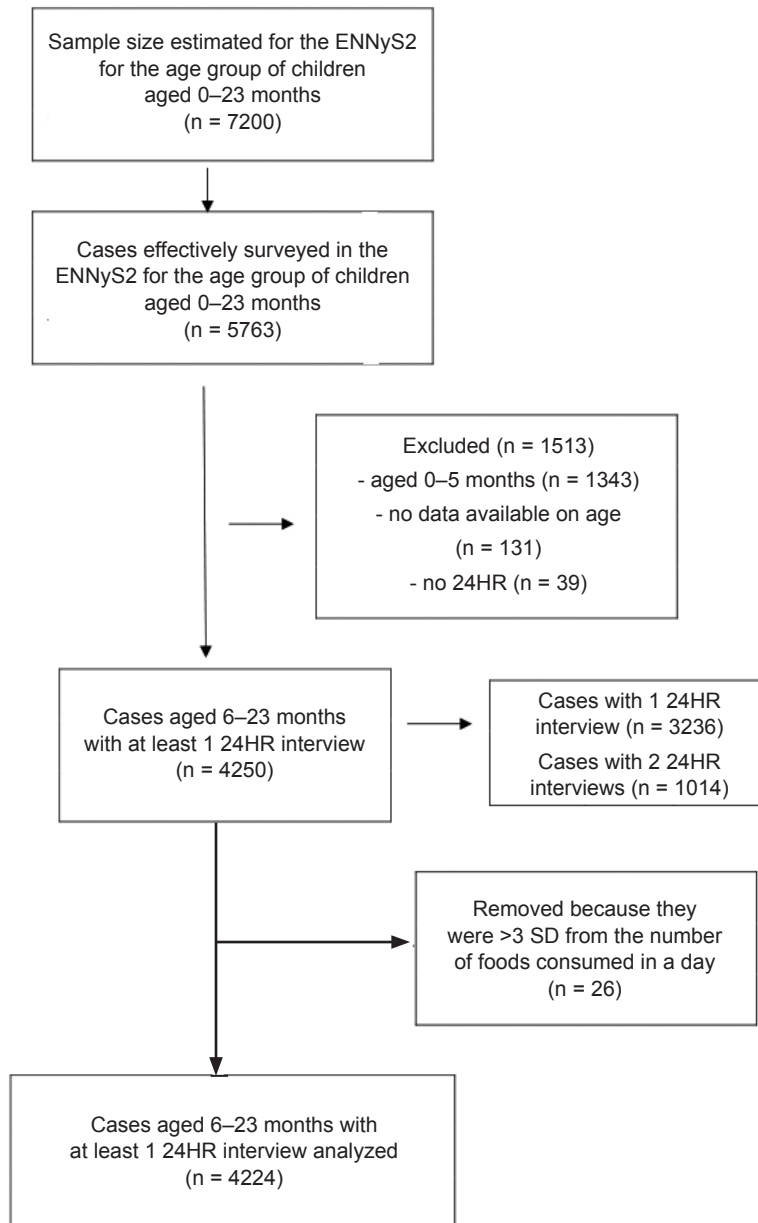 Sample size estimated for the ENNyS2
for the age group of children
aged 0–23 months
(n = 7200)
Cases effectively surveyed in the
ENNyS2 for the age group of children
aged 0–23 months
(n = 5763)
Excluded (n = 1513)
- aged 0–5 months (n = 1343)
- no data available on age
(n = 131)
- no 24HR (n = 39)
Cases aged 6–23 months
with at least 1 24HR interview
(n = 4250)
Cases with 1 24HR
interview (n = 3236)
Cases with 2 24HR
interviews (n = 1014)
Removed because they
were >3 SD from the number
of foods consumed in a day
(n = 26)
Cases aged 6–23 months with
at least 1 24HR interview analyzed
(n = 4224)